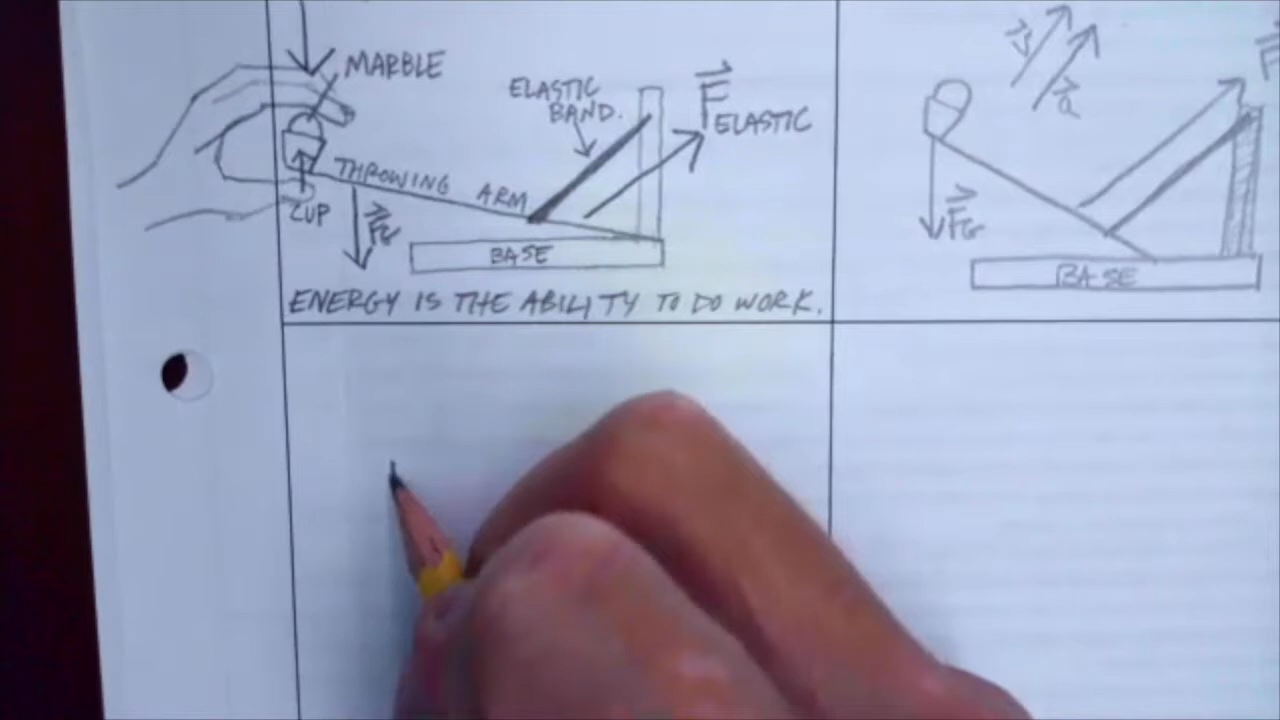 MARBLE
ELASTIC
BAND.
F ELASTIC
THROWING ARM
CUP
FG
BASE
ENERGY IS THE ABILITY TO DO WORK.
V
a
F
FG
BASE